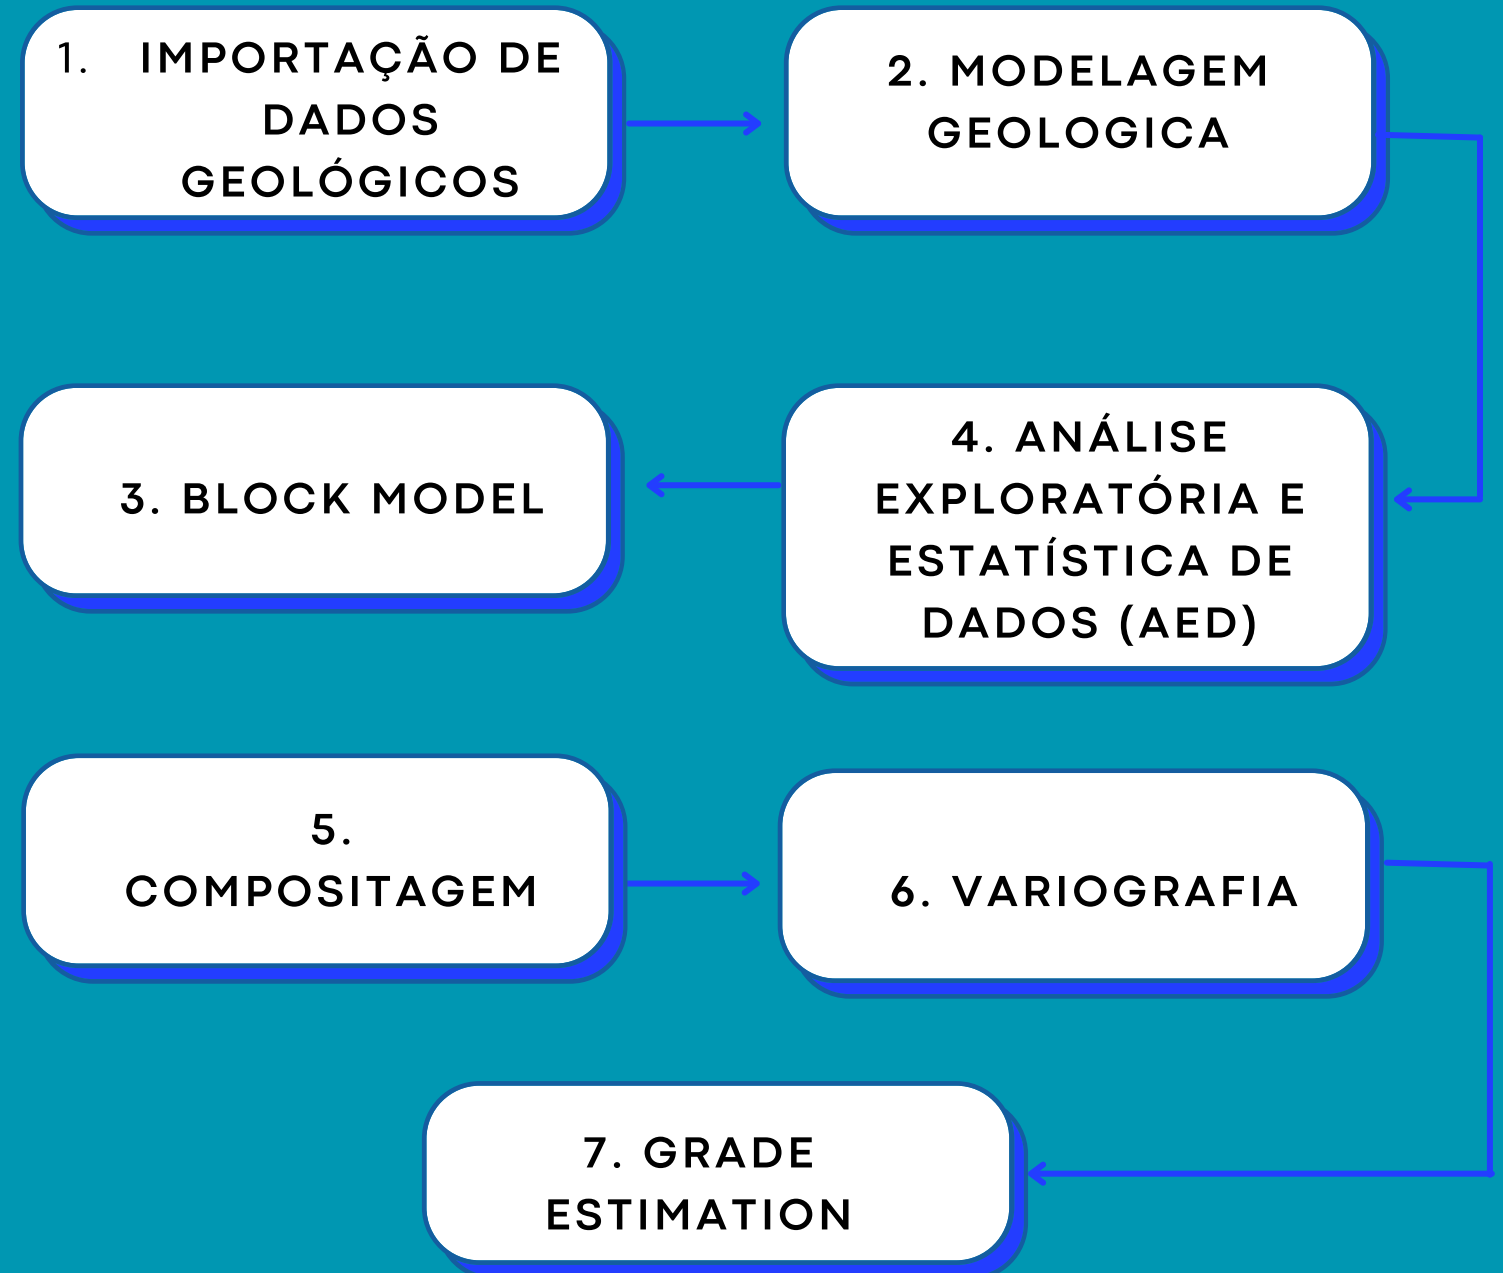 1. IMPORTAÇÃO DE
DADOS
GEOLÓGICOS
2. MODELAGEM
GEOLOGICA
3. BLOCK MODEL
4. ANÁLISE
EXPLORATÓRIA E
ESTATÍSTICA DE
DADOS (AED)
5.
COMPOSITAGEM
6. VARIOGRAFIA
7. GRADE
ESTIMATION